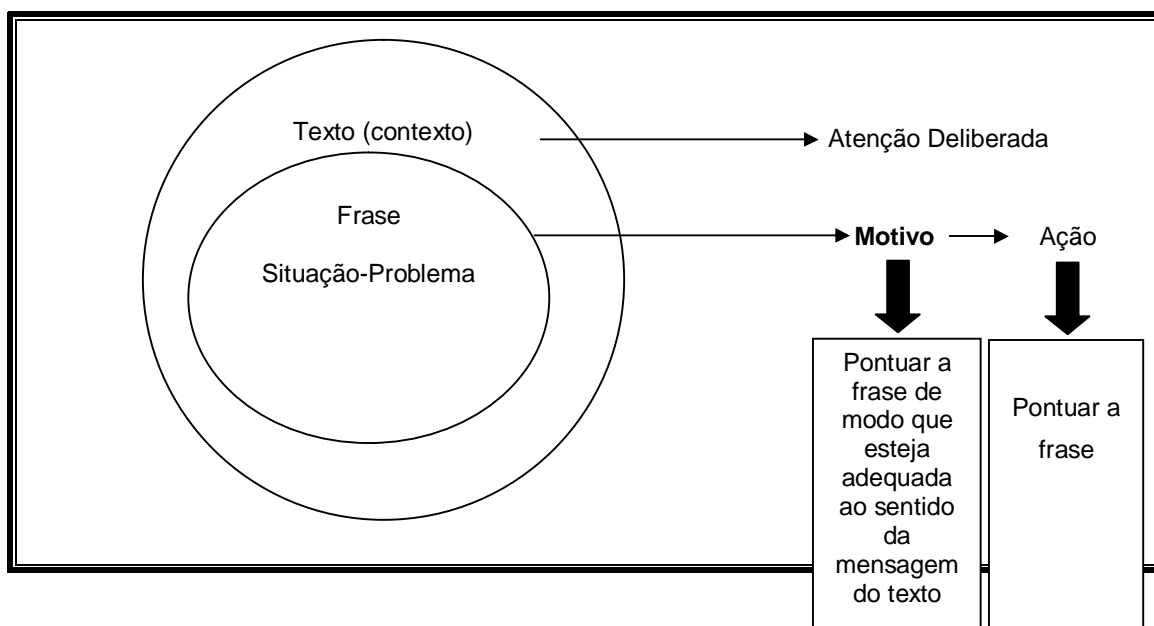 Texto (contexto)
Atenção Deliberada
Frase
Situação-Problema
Motivo
Ação
Pontuar a
frase de
modo que
esteja
adequada
ao sentido
da
mensagem
do texto
Pontuar a
frase